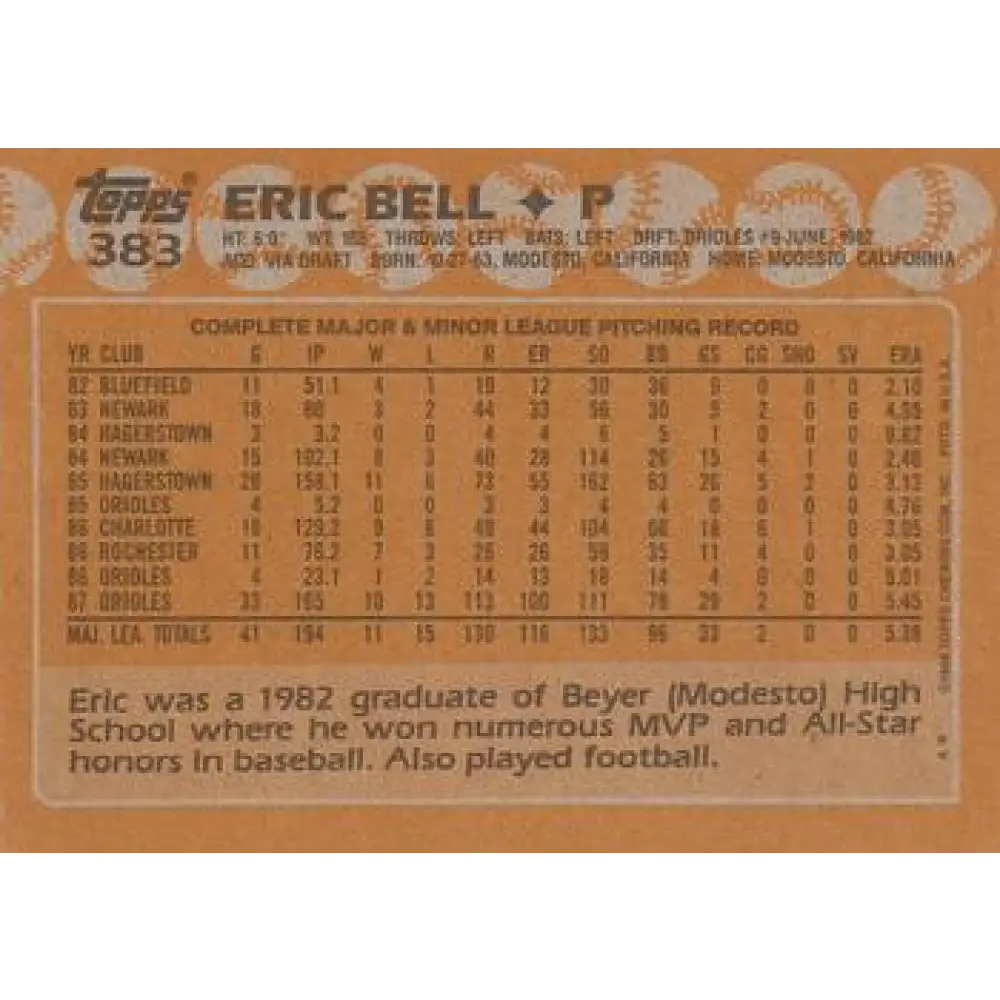 Topps ERIC BELL ✦ P
383 HT: 6'0" WT: 165 THROWS: LEFT BATS: LEFT DRFT: ORIOLES #9-JUNE, 1982
ACQ: VIA DRAFT BORN: 10-27-63, MODESTO, CALIFORNIA HOME: MODESTO, CALIFORNIA
COMPLETE MAJOR & MINOR LEAGUE PITCHING RECORD
YR CLUB G IP W L R ER SO BB GS CG SHO SV ERA
82 BLUEFIELD 11 51.1 4 1 19 12 30 36 0 0 0 2.10
83 NEWARK 18 3 2 44 33 56 30 5 2 0
84 HAGERSTOWN 3 3.2 0 0 4 4 6 5 1 0 0 0
84 NEWARK 15 102.1 8 3 40 28 114 26 15 4 1 0 2.46
85 HAGERSTOWN 26 158.1 11 6 73 55 162 63 26 5 2 0 3.13
85 ORIOLES 4 5.2 0 0 3 3 4 4 0 0 0 0 4.76
86 CHARLOTTE 18 129.2 9 6 49 44 104 66 18 6 1 0 3.05
86 ROCHESTER 11 76.2 7 3 26 26 59 35 11 4 0 0 3.05
86 ORIOLES 4 23.1 1 2 14 13 18 14 4 0 0 0 5.01
87 ORIOLES 33 165 10 13 113 100 111 78 29 2 0 0 5.45
MAJ. LEA. TOTALS 41 194 11 15 130 116 133 96 33 2 0 0 5.38
Eric was a 1982 graduate of Beyer (Modesto) High
School where he won numerous MVP and All-Star
honors in baseball. Also played football.